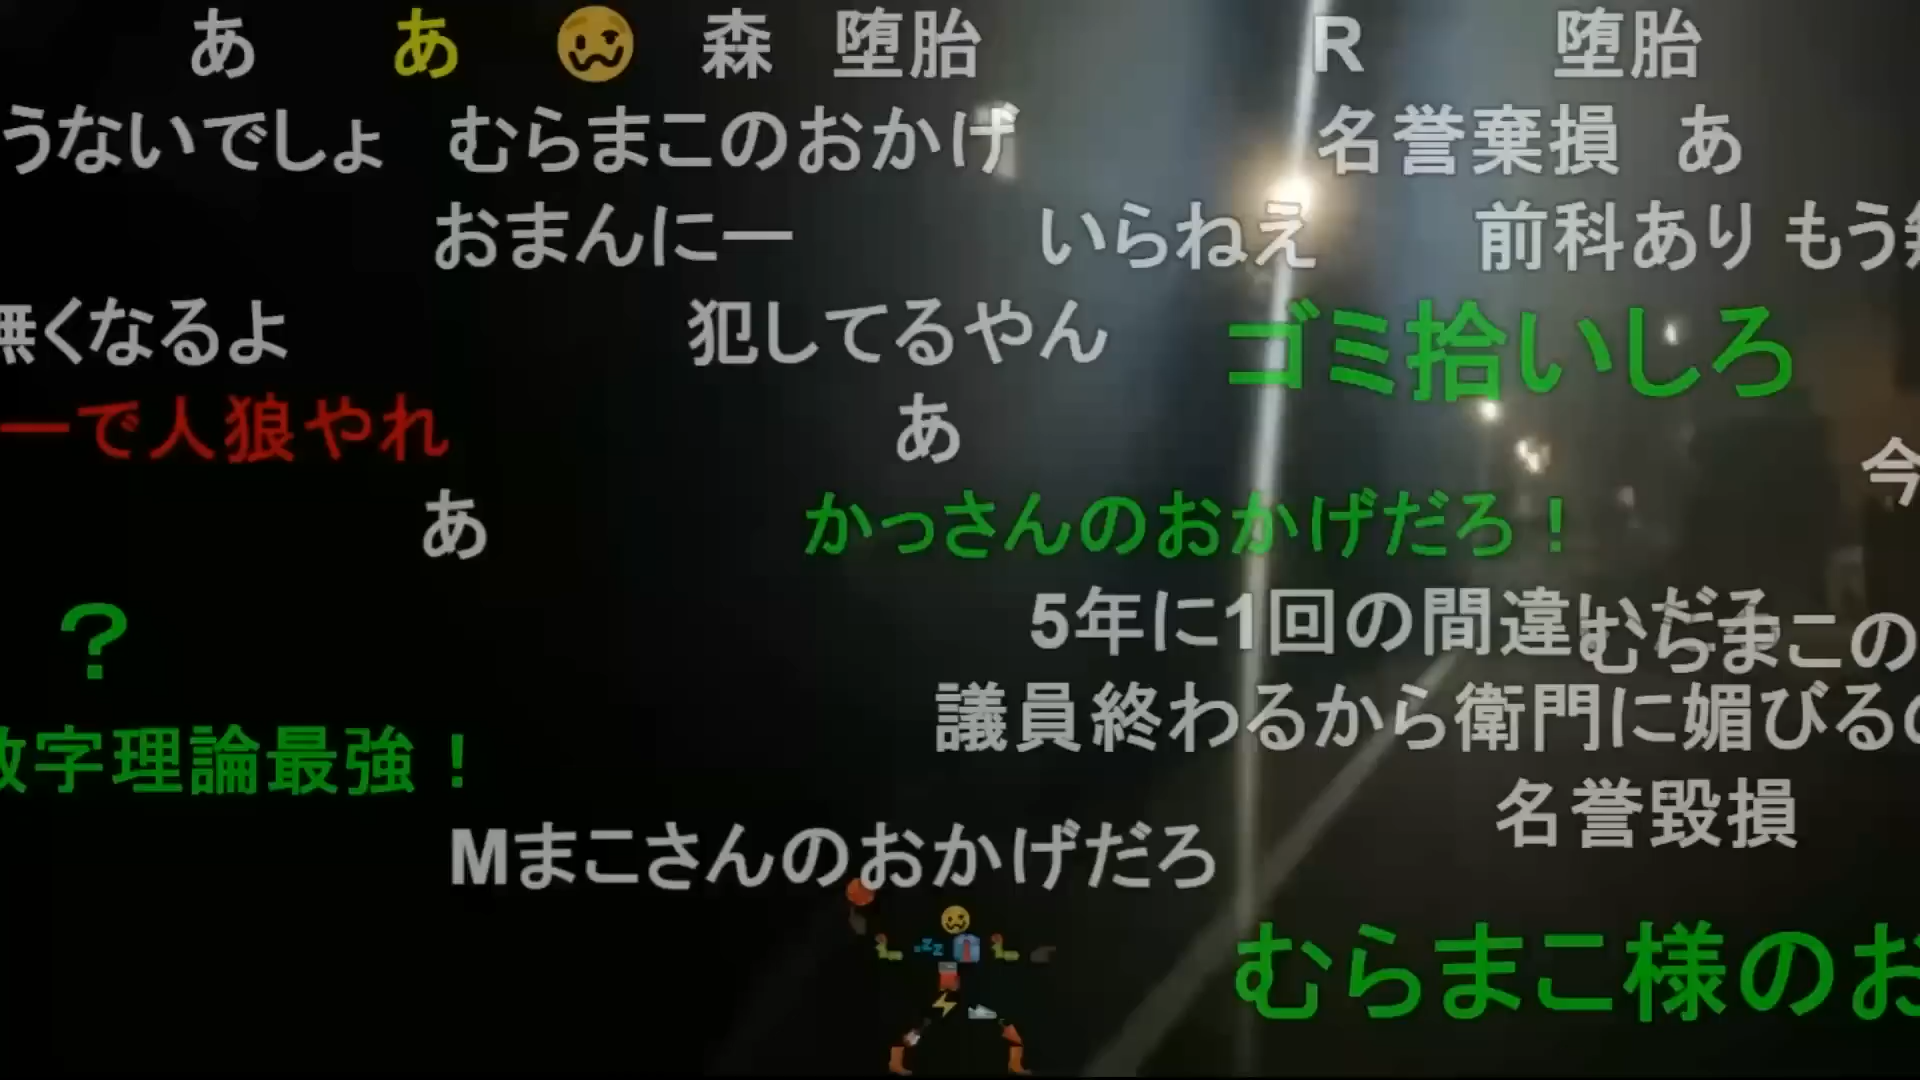 あ あ 森 堕胎 R 堕胎
うないでしょ むらまこのおかげ 名誉棄損 あ
おまんにー いらねえ 前科あり もう無
無くなるよ 犯してるやん ゴミ拾いしろ
ーで人狼やれ あ 今
あ かっさんのおかげだろ！
？ 5年に1回の間違いだろ むらまこの
議員終わるから衛門に媚びるの
数字理論最強！ 名誉毀損
Mまこさんのおかげだろ
zzz
むらまこ様のお